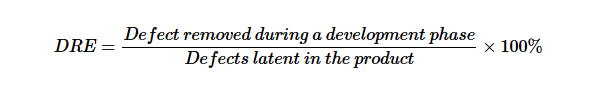 DRE = Defect removed during a development phase / Defects latent in the product × 100%